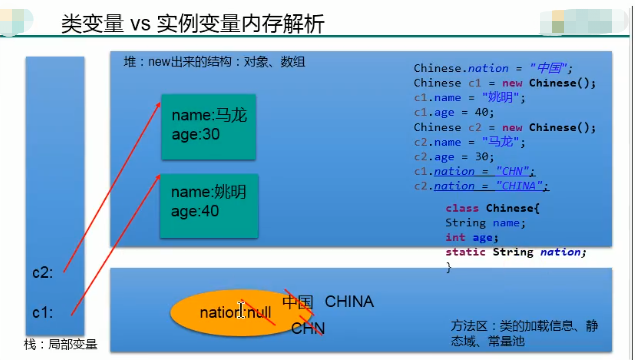 类变量 vs 实例变量内存解析
堆：new出来的结构：对象、数组
name:马龙
age:30
name:姚明
age:40
c2:
c1:
栈：局部变量
Chinese.nation = "中国";
Chinese c1 = new Chinese();
c1.name = "姚明";
c1.age = 40;
Chinese c2 = new Chinese();
c2.name = "马龙";
c2.age = 30;
c1.nation = "CHN";
c2.nation = "CHINA";
class Chinese{
String name;
int age;
static String nation;
}
nation:null
中国 CHINA
CHN
方法区：类的加载信息、静
态域、常量池